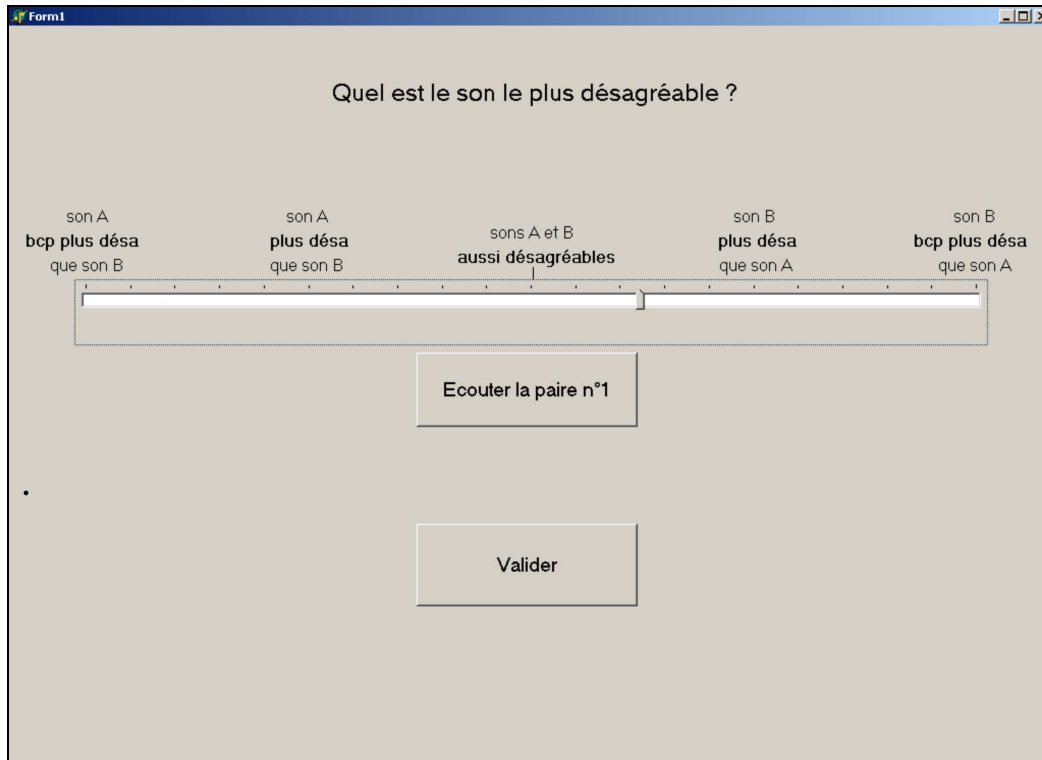 Form1
Quel est le son le plus désagréable ?
son A
bcp plus désa
que son B
son A
plus désa
que son B
sons A et B
aussi désagréables
son B
plus désa
que son A
son B
bcp plus désa
que son A
Ecouter la paire n°1
Valider